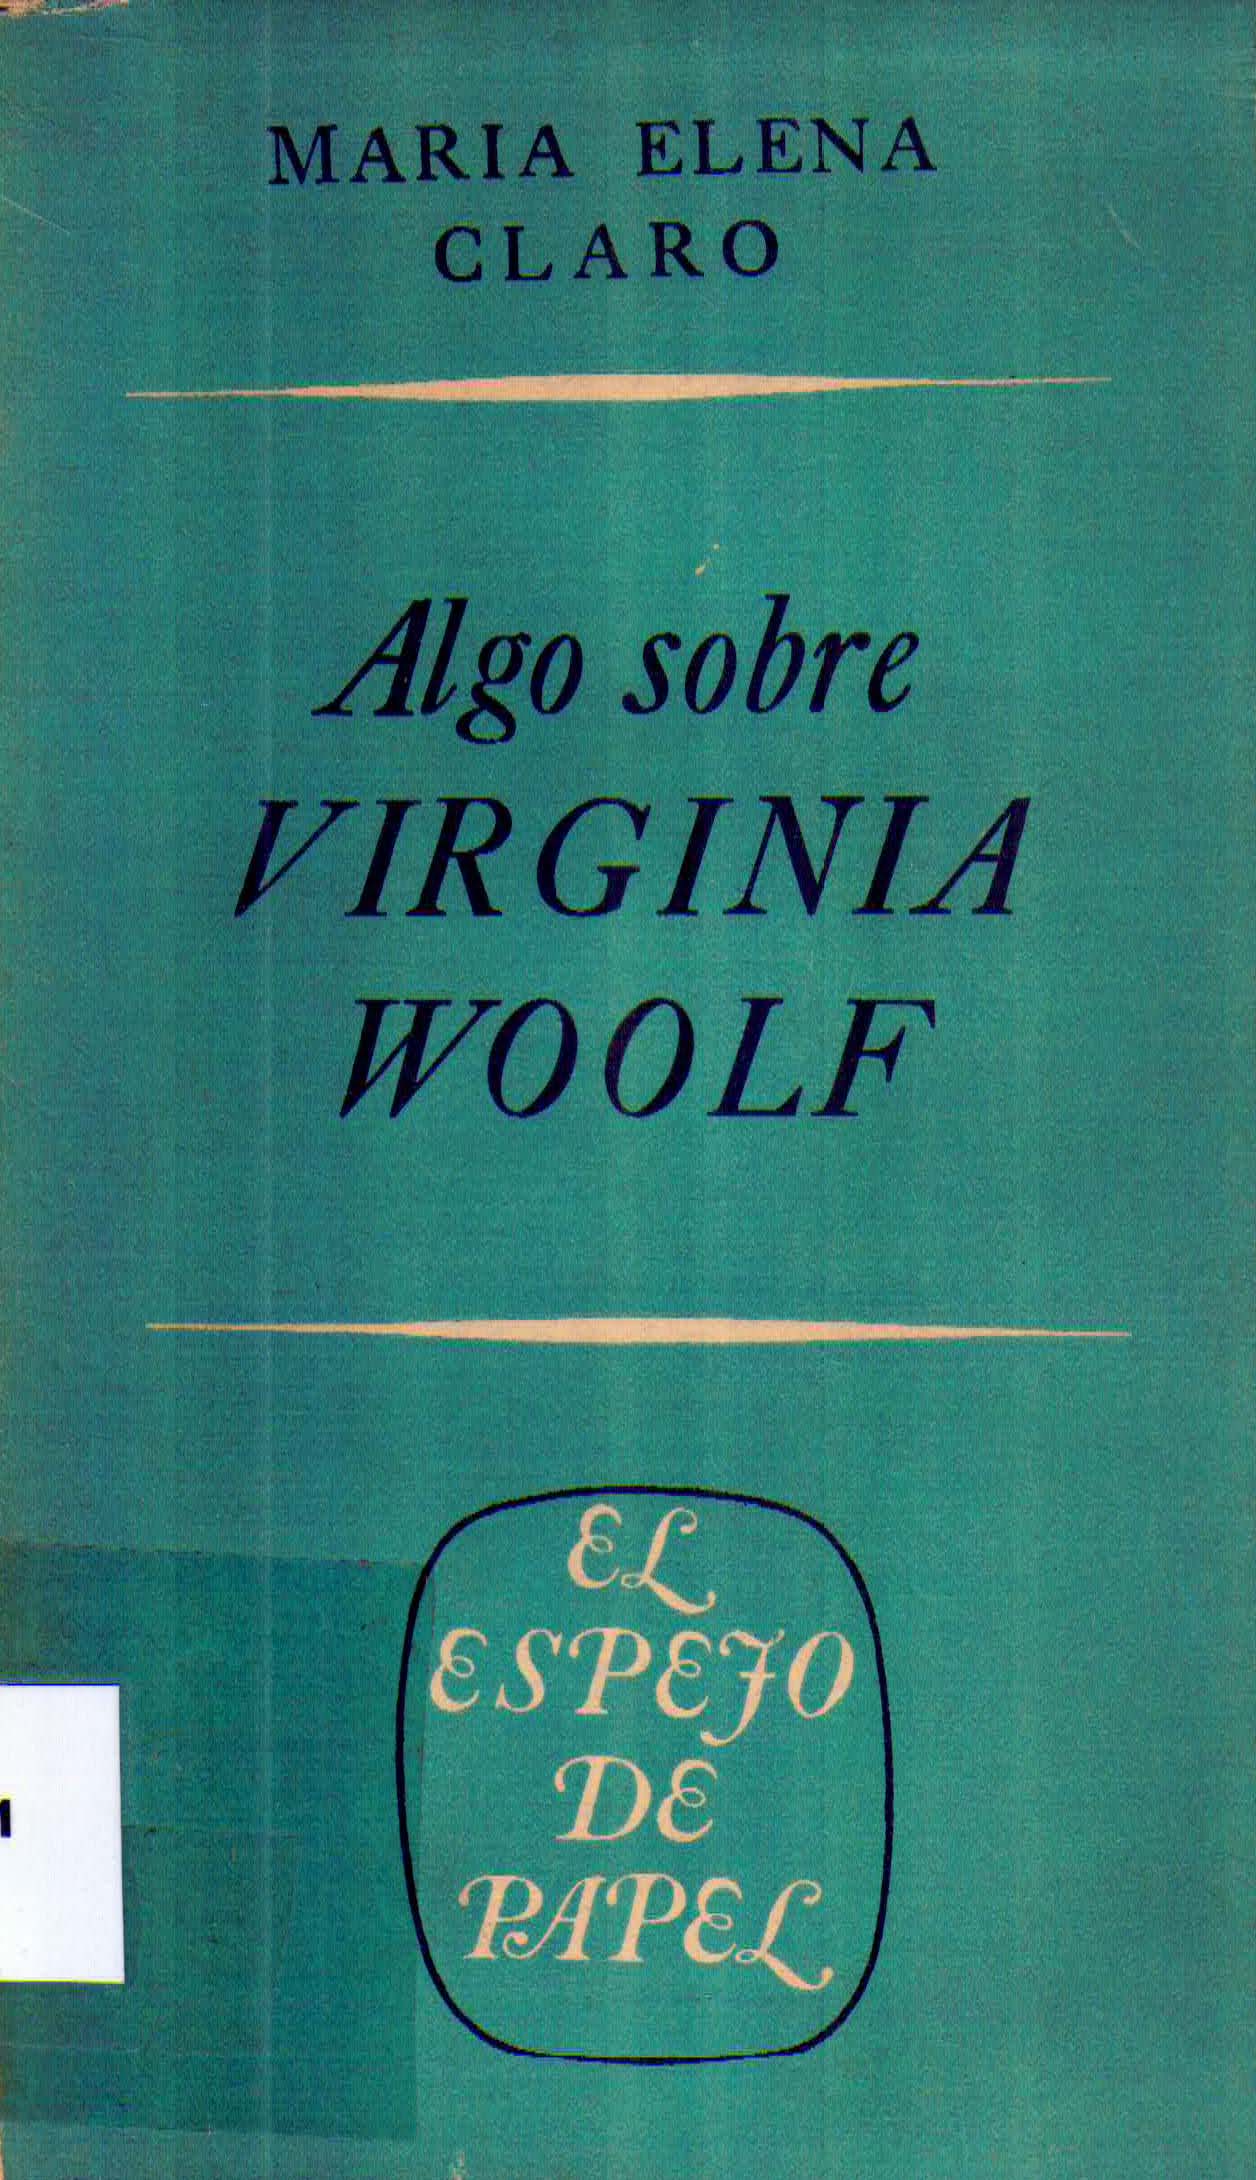 MARIA ELENA
CLARO
Algo sobre
VIRGINIA
WOOLF
EL
ESPEJO
DE
PAPEL